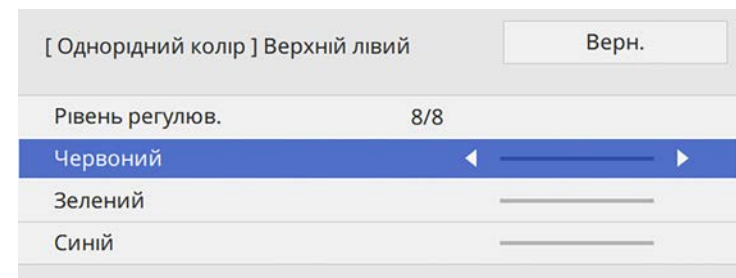 [ Однорідний колір ] Верхній лівий
Верн.
Рівень регулюв. 8/8
Червоний
Зелений
Синій